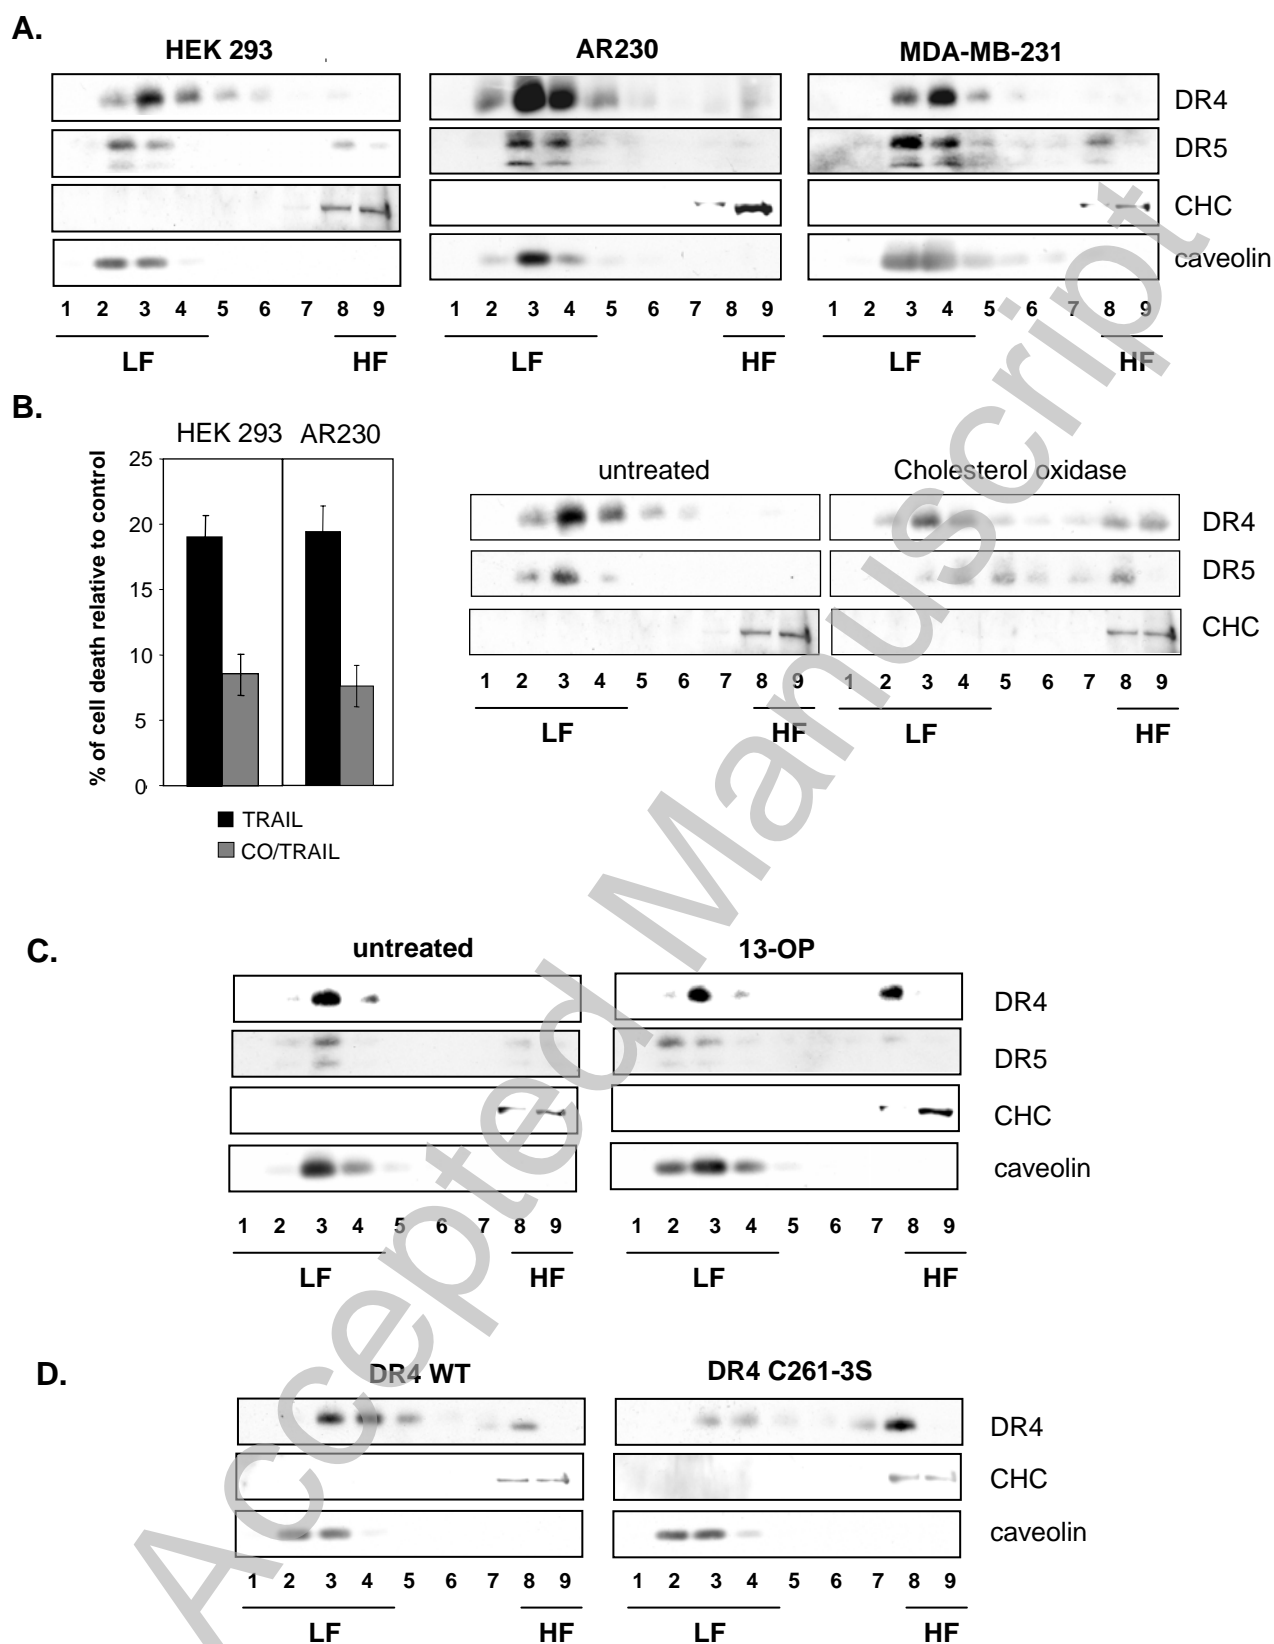 A.
HEK 293 AR230 MDA-MB-231
DR4
DR5
CHC
caveolin
1 2 3 4 5 6 7 8 9 1 2 3 4 5 6 7 8 9 1 2 3 4 5 6 7 8 9
LF HF LF HF LF HF
B.
HEK 293 AR230
% of cell death relative to control
25
20
15
10
5
0
TRAIL
CO/TRAIL
untreated Cholesterol oxidase
DR4
DR5
CHC
1 2 3 4 5 6 7 8 9 1 2 3 4 5 6 7 8 9
LF HF LF HF
C.
untreated 13-OP
DR4
DR5
CHC
caveolin
1 2 3 4 5 6 7 8 9 1 2 3 4 5 6 7 8 9
LF HF LF HF
D.
DR4 WT DR4 C261-3S
DR4
CHC
caveolin
1 2 3 4 5 6 7 8 9 1 2 3 4 5 6 7 8 9
LF HF LF HF
Accepted Manuscript